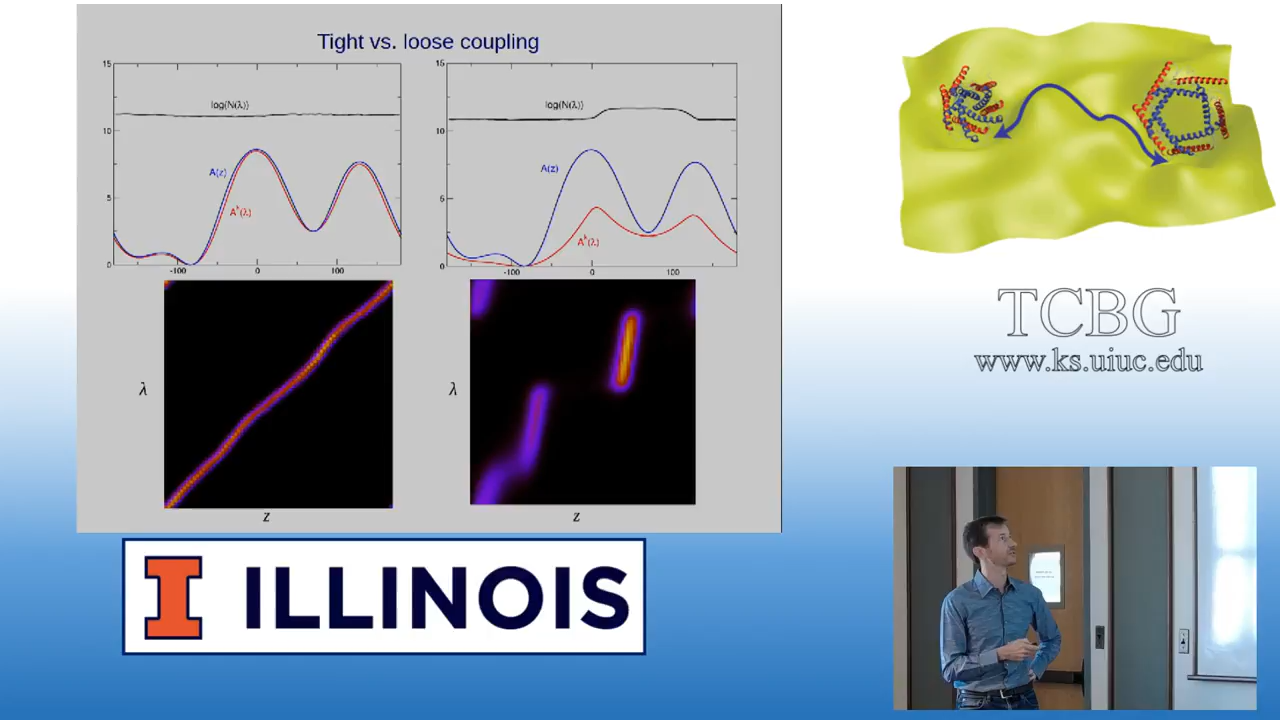 Tight vs. loose coupling
15
log(N(λ))
10
A(z)
5
A^k(λ)
0
-100
0
100
15
log(N(λ))
10
A(z)
5
A^k(λ)
0
-100
0
100
λ
z
λ
z
I ILLINOIS
TCBG
www.ks.uiuc.edu